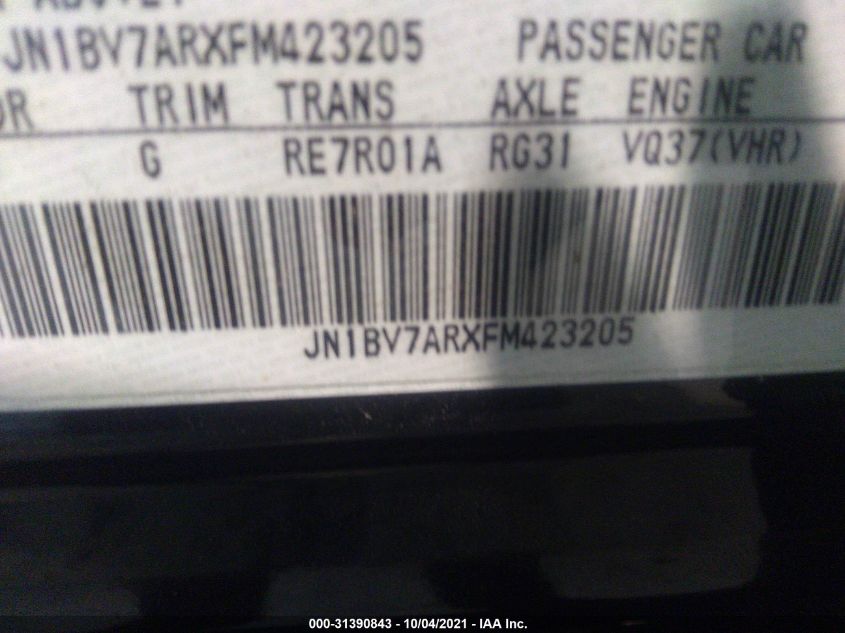 JN1BV7ARXFM423205 PASSENGER CAR
TRIM TRANS AXLE ENGINE
G RE7R01A RG31 VQ37(VHR)
JN1BV7ARXFM423205
000-31390843 - 10/04/2021 - IAA Inc.